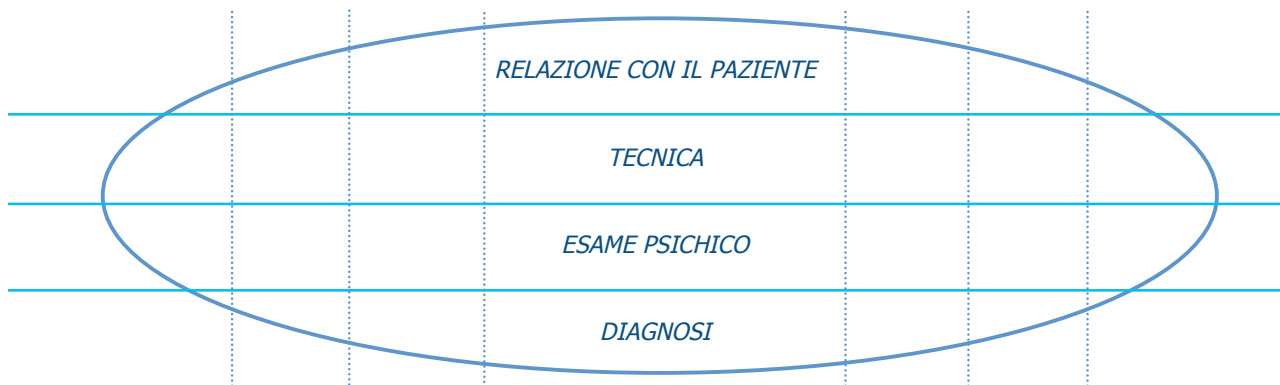 RELAZIONE CON IL PAZIENTE
TECNICA
ESAME PSICHICO
DIAGNOSI